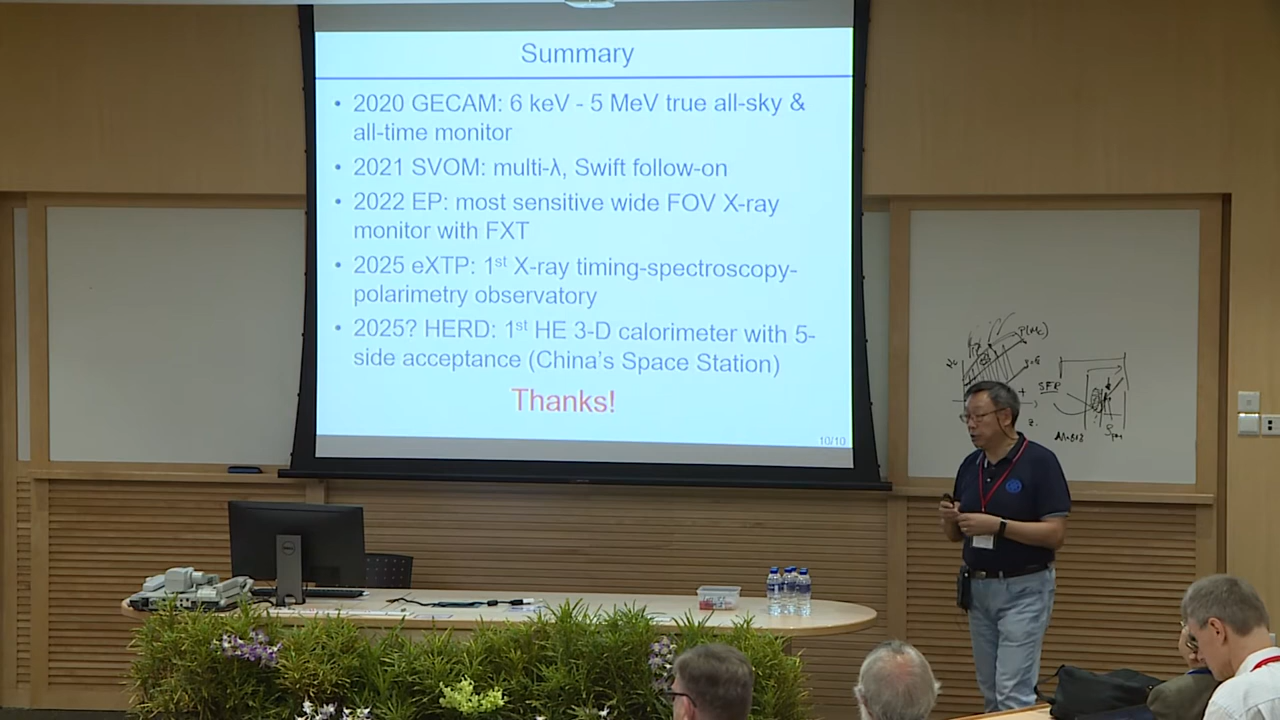 Summary
• 2020 GECAM: 6 keV - 5 MeV true all-sky &
all-time monitor
• 2021 SVOM: multi-λ, Swift follow-on
• 2022 EP: most sensitive wide FOV X-ray
monitor with FXT
• 2025 eXTP: 1st X-ray timing-spectroscopy-
polarimetry observatory
• 2025? HERD: 1st HE 3-D calorimeter with 5-
side acceptance (China's Space Station)
Thanks!
10/10
SFR
DELL